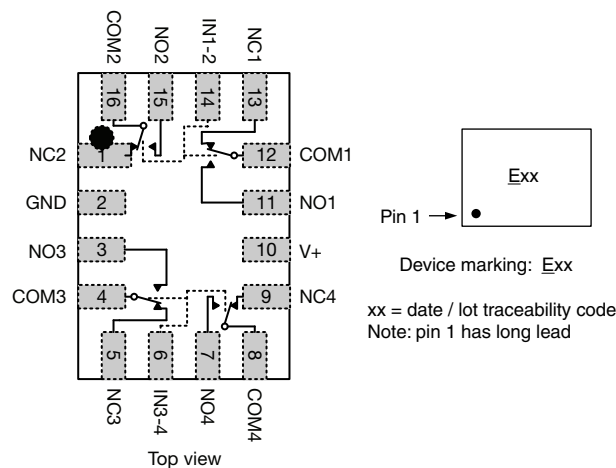 COM2
NO2
IN1-2
NC1
16
15
14
13
NC2
1
12
COM1
GND
2
11
NO1
NO3
3
10
V+
COM3
4
9
NC4
5
6
7
8
NC3
IN3-4
NO4
COM4
Top view
Exx
Pin 1
Device marking: Exx
xx = date / lot traceability code
Note: pin 1 has long lead